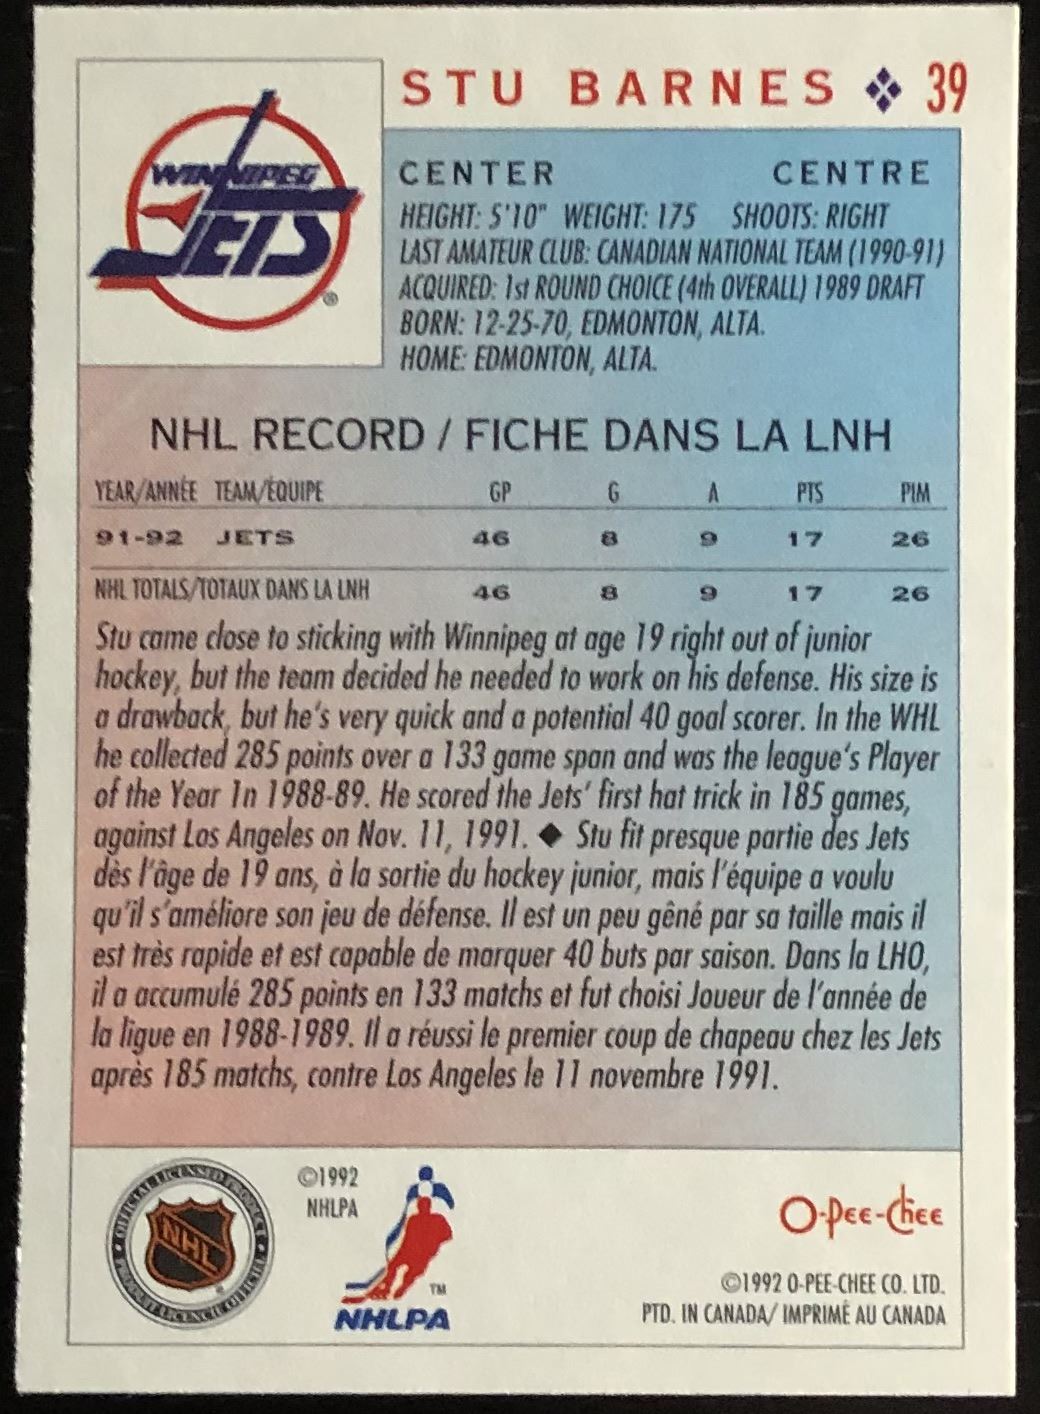 STU BARNES 39
WINNIPEG
JETS
®
CENTER CENTRE
HEIGHT: 5'10" WEIGHT: 175 SHOOTS: RIGHT
LAST AMATEUR CLUB: CANADIAN NATIONAL TEAM (1990-91)
ACQUIRED: 1st ROUND CHOICE (4th OVERALL) 1989 DRAFT
BORN: 12-25-70, EDMONTON, ALTA.
HOME: EDMONTON, ALTA.
NHL RECORD / FICHE DANS LA LNH
YEAR/ANNÉE TEAM/ÉQUIPE GP G A PTS PIM
91-92 JETS 46 8 9 17 26
NHL TOTALS/TOTAUX DANS LA LNH 46 8 9 17 26
Stu came close to sticking with Winnipeg at age 19 right out of junior
hockey, but the team decided he needed to work on his defense. His size is
a drawback, but he's very quick and a potential 40 goal scorer. In the WHL
he collected 285 points over a 133 game span and was the league's Player
of the Year 1n 1988-89. He scored the Jets' first hat trick in 185 games,
against Los Angeles on Nov. 11, 1991. ◆ Stu fit presque partie des Jets
dès l'âge de 19 ans, à la sortie du hockey junior, mais l'équipe a voulu
qu'il s'améliore son jeu de défense. Il est un peu gêné par sa taille mais il
est très rapide et est capable de marquer 40 buts par saison. Dans la LHO,
il a accumulé 285 points en 133 matchs et fut choisi Joueur de l'année de
la ligue en 1988-1989. Il a réussi le premier coup de chapeau chez les Jets
après 185 matchs, contre Los Angeles le 11 novembre 1991.
OFFICIAL LICENSED PRODUCT
NHL
PRODUIT LICENCIÉ OFFICIEL
©1992
NHLPA
TM
NHLPA
O-PEE-CHEE
©1992 O-PEE-CHEE CO. LTD.
PTD. IN CANADA/ IMPRIMÉ AU CANADA